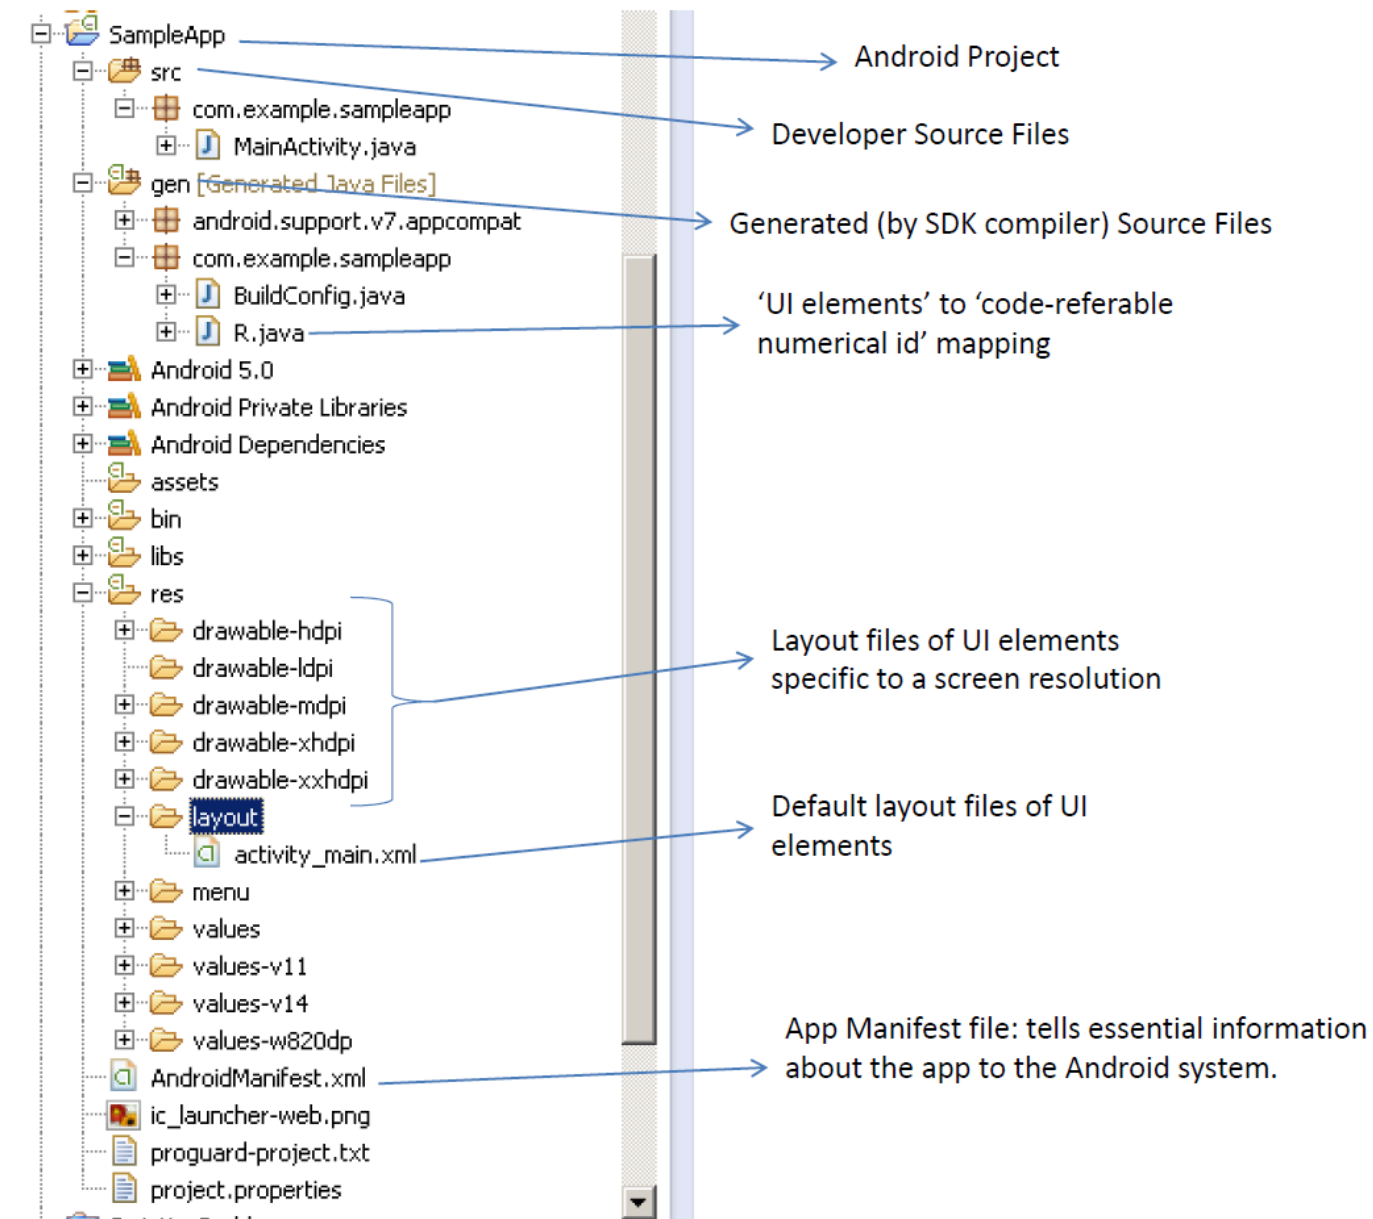 SampleApp
Android Project
src
com.example.sampleapp
Developer Source Files
MainActivity.java
gen [Generated Java Files]
android.support.v7.appcompat
Generated (by SDK compiler) Source Files
com.example.sampleapp
BuildConfig.java
‘UI elements’ to ‘code-referable
numerical id’ mapping
R.java
Android 5.0
Android Private Libraries
Android Dependencies
assets
bin
libs
res
drawable-hdpi
Layout files of UI elements
specific to a screen resolution
drawable-ldpi
drawable-mdpi
drawable-xhdpi
drawable-xxhdpi
layout
Default layout files of UI
elements
activity_main.xml
menu
values
values-v11
values-v14
values-w820dp
App Manifest file: tells essential information
about the app to the Android system.
AndroidManifest.xml
ic_launcher-web.png
proguard-project.txt
project.properties